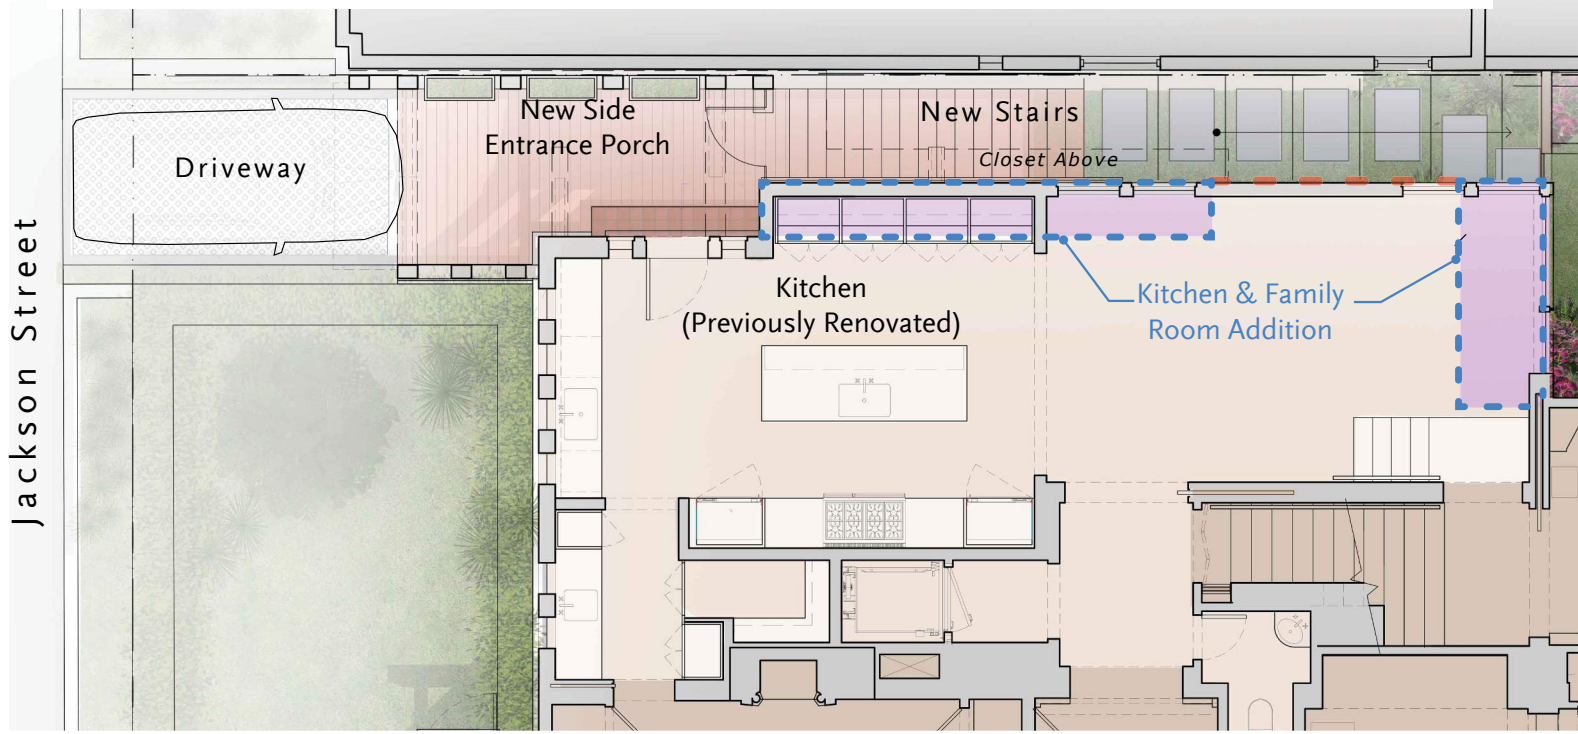 New Side
Entrance Porch
New Stairs
Closet Above
Driveway
Jackson Street
Kitchen
(Previously Renovated)
Kitchen & Family
Room Addition